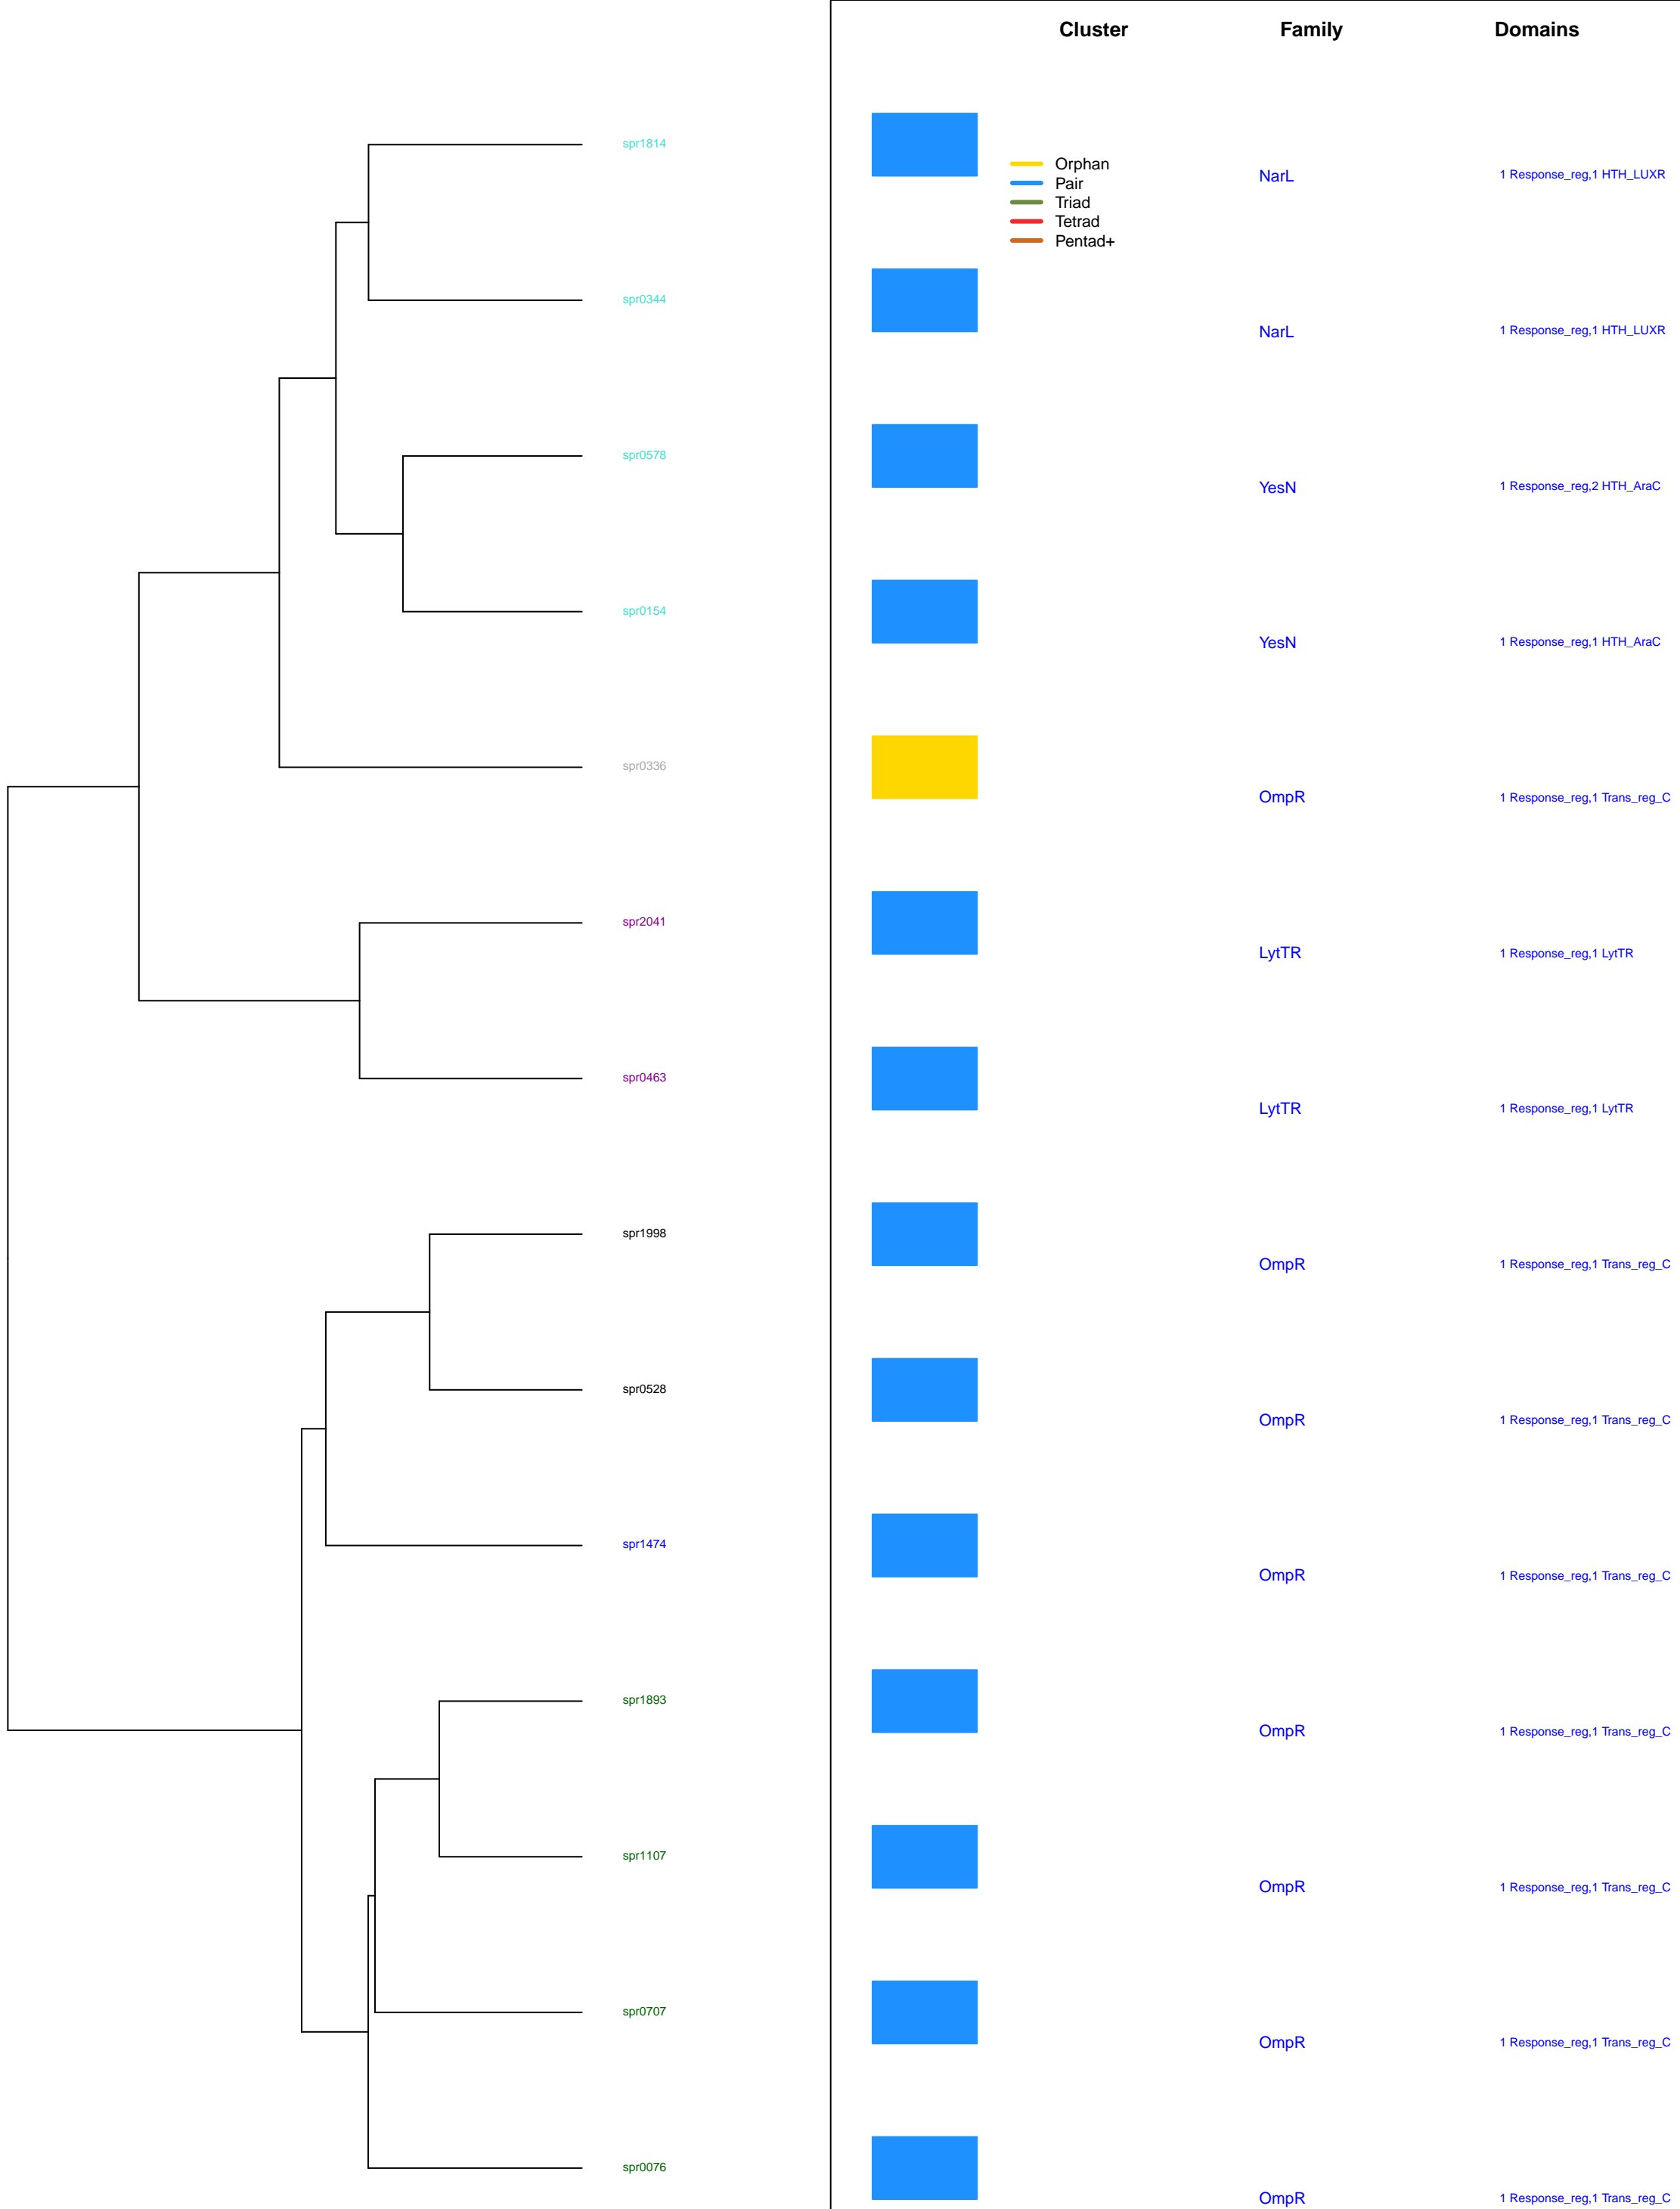 Cluster Family Domains
spr1814
Orphan
Pair
Triad
Tetrad
Pentad+
NarL 1 Response_reg,1 HTH_LUXR
spr0344
NarL 1 Response_reg,1 HTH_LUXR
spr0578
YesN 1 Response_reg,2 HTH_AraC
spr0154
YesN 1 Response_reg,1 HTH_AraC
spr0336
OmpR 1 Response_reg,1 Trans_reg_C
spr2041
LytTR 1 Response_reg,1 LytTR
spr0463
LytTR 1 Response_reg,1 LytTR
spr1998
OmpR 1 Response_reg,1 Trans_reg_C
spr0528
OmpR 1 Response_reg,1 Trans_reg_C
spr1474
OmpR 1 Response_reg,1 Trans_reg_C
spr1893
OmpR 1 Response_reg,1 Trans_reg_C
spr1107
OmpR 1 Response_reg,1 Trans_reg_C
spr0707
OmpR 1 Response_reg,1 Trans_reg_C
spr0076
OmpR 1 Response_reg,1 Trans_reg_C